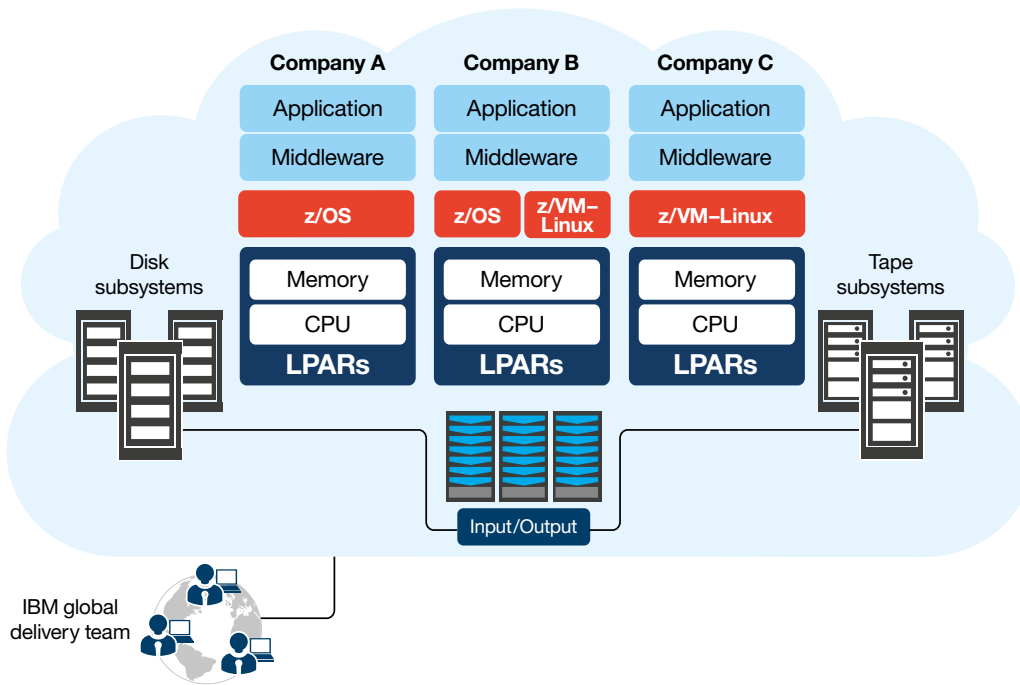 Company A
Company B
Company C
Application
Application
Application
Middleware
Middleware
Middleware
z/OS
z/OS
z/VM–
Linux
z/VM–Linux
Disk
subsystems
Memory
Memory
Memory
Tape
subsystems
CPU
CPU
CPU
LPARs
LPARs
LPARs
Input/Output
IBM global
delivery team